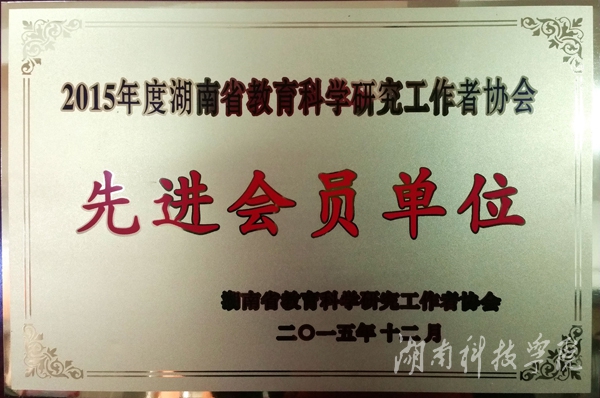 2015年度湖南省教育科学研究工作者协会
先进会员单位
湖南省教育科学研究工作者协会
二〇一五年十二月
湖南科技学院